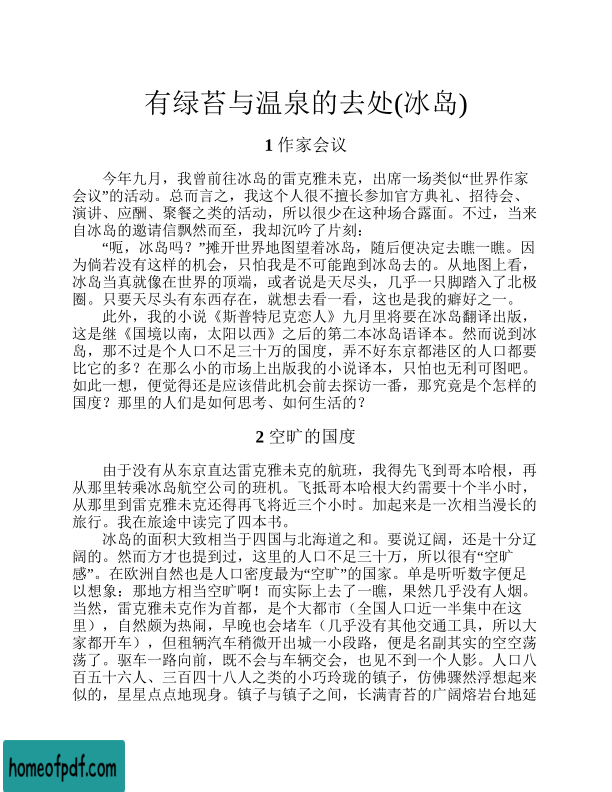 有绿苔与温泉的去处(冰岛)
1 作家会议
今年九月，我曾前往冰岛的雷克雅未克，出席一场类似“世界作家
会议”的活动。总而言之，我这个人很不擅长参加官方典礼、招待会、
演讲、应酬、聚餐之类的活动，所以很少在这种场合露面。不过，当来
自冰岛的邀请信飘然而至，我却沉吟了片刻：
“呃，冰岛吗？”摊开世界地图望着冰岛，随后便决定去瞧一瞧。因
为倘若没有这样的机会，只怕我是不可能跑到冰岛去的。从地图上看，
冰岛当真就像在世界的顶端，或者说是天尽头，几乎一只脚踏入了北极
圈。只要天尽头有东西存在，就想去看一看，这也是我的癖好之一。
此外，我的小说《斯普特尼克恋人》九月里将要在冰岛翻译出版，
这是继《国境以南，太阳以西》之后的第二本冰岛语译本。然而说到冰
岛，那不过是个人口不足三十万的国度，弄不好东京都港区的人口都要
比它的多？在那么小的市场上出版我的小说译本，只怕也无利可图吧。
如此一想，便觉得还是应该借此机会前去探访一番，那究竟是个怎样的
国度？那里的人们是如何思考、如何生活的？
2 空旷的国度
由于没有从东京直达雷克雅未克的航班，我得先飞到哥本哈根，再
从那里转乘冰岛航空公司的班机。飞抵哥本哈根大约需要十个半小时，
从那里到雷克雅未克还得再飞将近三个小时。加起来是一次相当漫长的
旅行。我在旅途中读完了四本书。
冰岛的面积大致相当于四国与北海道之和。要说辽阔，还是十分辽
阔的。然而方才也提到过，这里的人口不足三十万，所以很有“空旷
感”。在欧洲自然也是人口密度最为“空旷”的国家。单是听听数字便足
以想象：那地方相当空旷啊！而实际上去了一瞧，果然几乎没有人烟。
当然，雷克雅未克作为首都，是个大都市（全国人口近一半集中在这
里），自然颇为热闹，早晚也会堵车（几乎没有其他交通工具，所以大
家都开车），但租辆汽车稍微开出城一小段路，便是名副其实的空空荡
荡了。驱车一路向前，既不会与车辆交会，也见不到一个人影。人口八
百五十六人、三百四十八人之类的小巧玲珑的镇子，仿佛骤然浮想起来
似的，星星点点地现身。镇子与镇子之间，长满青苔的广阔熔岩台地延
homeofpdf.com